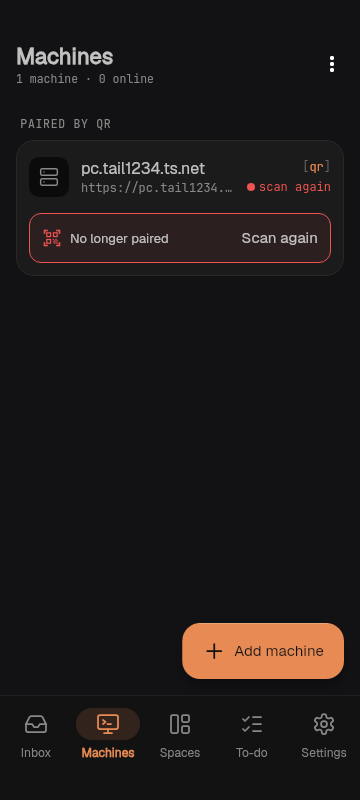 Machines
1 machine · 0 online
PAIRED BY QR
pc.tail1234.ts.net
[qr]
https://pc.tail1234.…
scan again
No longer paired
Scan again
Add machine
Inbox
Machines
Spaces
To-do
Settings